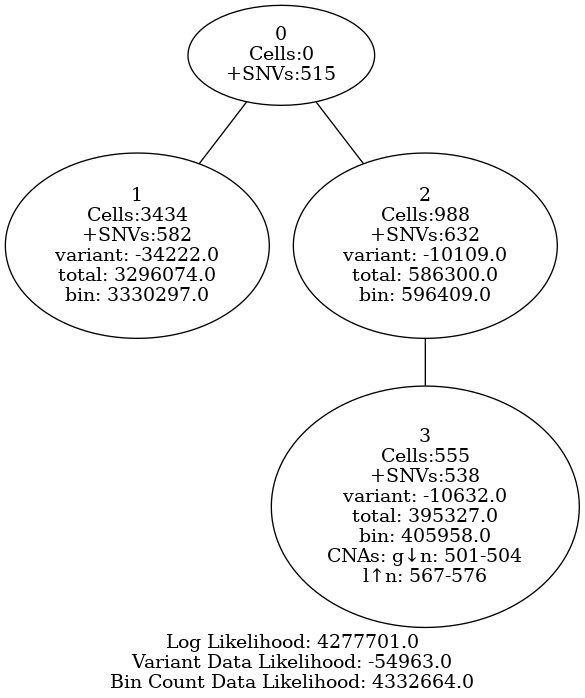 0
Cells:0
+SNVs:515
1
Cells:3434
+SNVs:582
variant: -34222.0
total: 3296074.0
bin: 3330297.0
2
Cells:988
+SNVs:632
variant: -10109.0
total: 586300.0
bin: 596409.0
3
Cells:555
+SNVs:538
variant: -10632.0
total: 395327.0
bin: 405958.0
CNAs: g↓n: 501-504
l↑n: 567-576
Log Likelihood: 4277701.0
Variant Data Likelihood: -54963.0
Bin Count Data Likelihood: 4332664.0